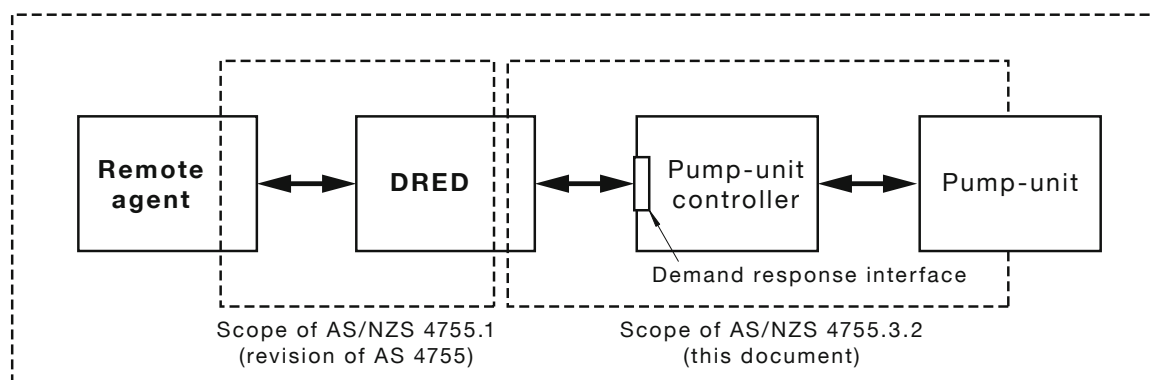 Remote
agent
DRED
Pump-unit
controller
Pump-unit
Demand response interface
Scope of AS/NZS 4755.1
(revision of AS 4755)
Scope of AS/NZS 4755.3.2
(this document)